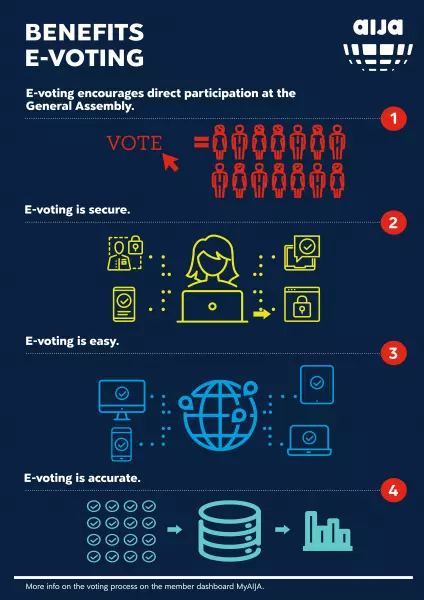 BENEFITS
E-VOTING
aija
E-voting encourages direct participation at the
General Assembly.
1
VOTE =
E-voting is secure.
2
E-voting is easy.
3
E-voting is accurate.
4
More info on the voting process on the member dashboard MyAIJA.